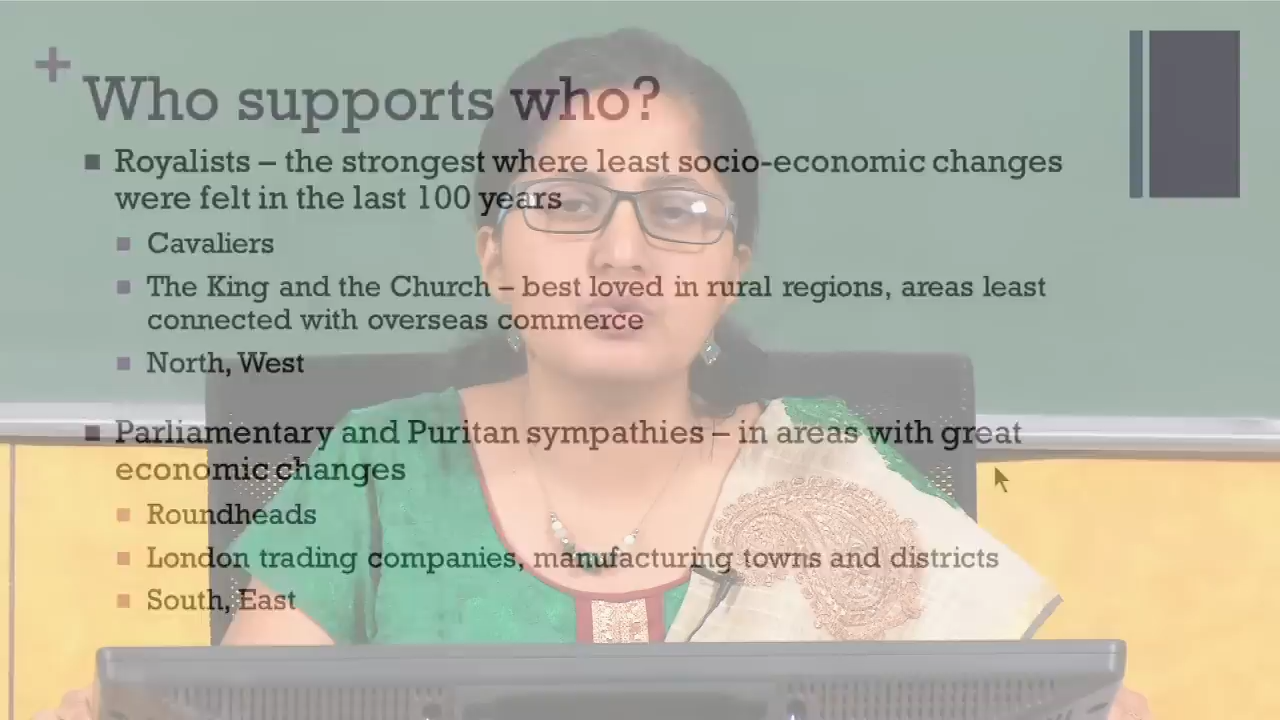 Who supports who?
Royalists – the strongest where least socio-economic changes
were felt in the last 100 years
Cavaliers
The King and the Church – best loved in rural regions, areas least
connected with overseas commerce
North, West
Parliamentary and Puritan sympathies – in areas with great
economic changes
Roundheads
London trading companies, manufacturing towns and districts
South, East